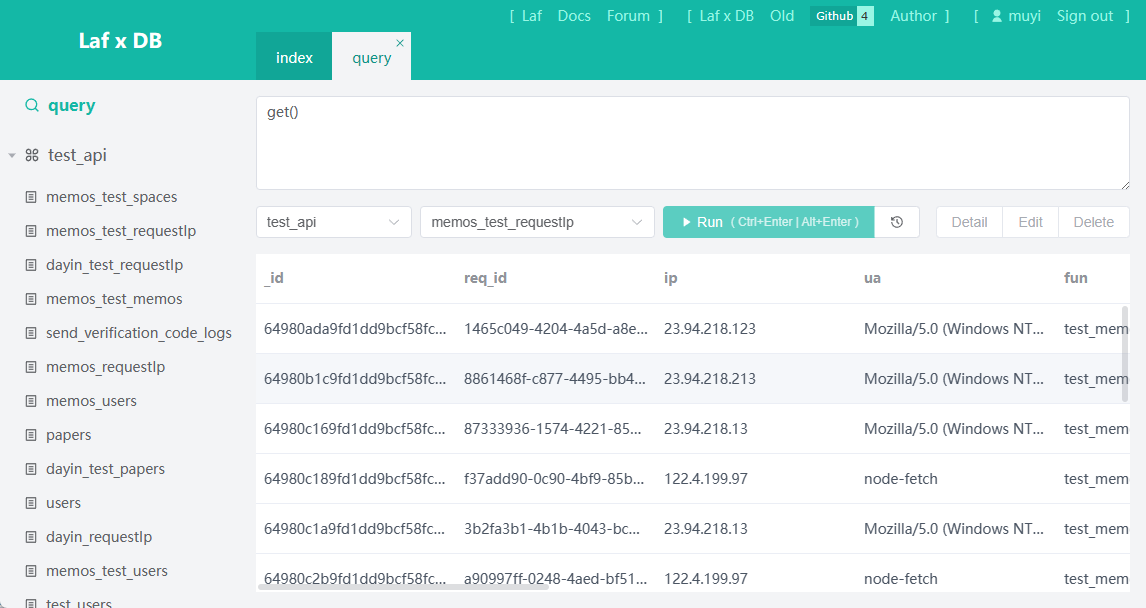 [ Laf Docs Forum ] [ Laf x DB Old Github 4 Author ] [ muyi Sign out ]
Laf x DB
index query ×
query
test_api
memos_test_spaces
memos_test_requestIp
dayin_test_requestIp
memos_test_memos
send_verification_code_logs
memos_requestIp
memos_users
papers
dayin_test_papers
users
dayin_requestIp
memos_test_users
test_users
get()
test_api memos_test_requestIp Run ( Ctrl+Enter | Alt+Enter ) Detail Edit Delete
_id req_id ip ua fun
64980ada9fd1dd9bcf58fc... 1465c049-4204-4a5d-a8e... 23.94.218.123 Mozilla/5.0 (Windows NT... test_mem
64980b1c9fd1dd9bcf58fc... 8861468f-c877-4495-bb4... 23.94.218.213 Mozilla/5.0 (Windows NT... test_mem
64980c169fd1dd9bcf58fc... 87333936-1574-4221-85... 23.94.218.13 Mozilla/5.0 (Windows NT... test_mem
64980c189fd1dd9bcf58fc... f37add90-0c90-4bf9-85b... 122.4.199.97 node-fetch test_mem
64980c1a9fd1dd9bcf58fc... 3b2fa3b1-4b1b-4043-bc... 23.94.218.13 Mozilla/5.0 (Windows NT... test_mem
64980c2b9fd1dd9bcf58fc... a90997ff-0248-4aed-bf51... 122.4.199.97 node-fetch test_mem